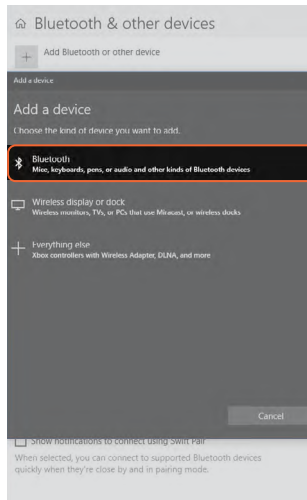 Bluetooth & other devices
Add Bluetooth or other device
Add a device
Add a device
Choose the kind of device you want to add.
Bluetooth
Mice, keyboards, pens, or audio and other kinds of Bluetooth devices
Wireless display or dock
Wireless monitors, TVs, or PCs that use Miracast, or wireless docks
Everything else
Xbox controllers with Wireless Adapter, DLNA, and more
Cancel
Show notifications to connect using Swift Pair
When selected, you can connect to supported Bluetooth devices
quickly when they're close by and in pairing mode.